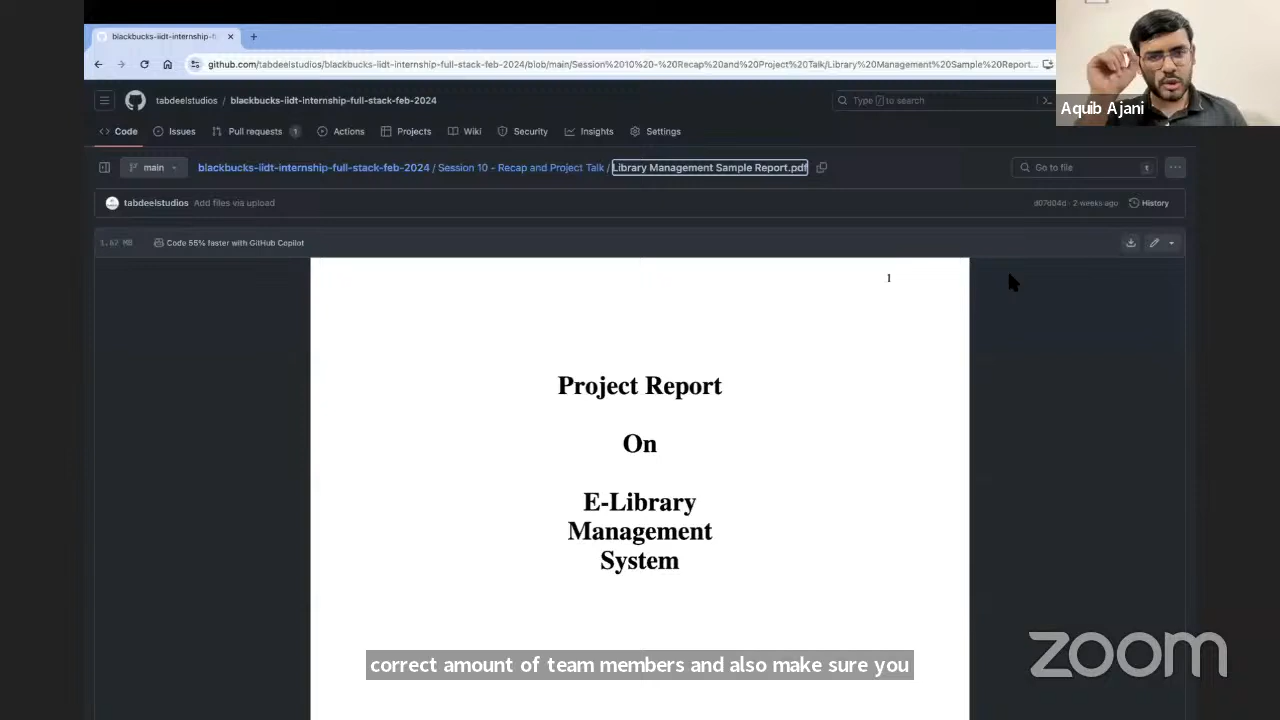 blackbucks-iidt-internship-f
github.com/tabdeelstudios/blackbucks-iidt-internship-full-stack-feb-2024/blob/main/Session%2010%20-%20Recap%20and%20Project%20Talk/Library%20Management%20Sample%20Report...
Aquib Ajani
tabdeelstudios / blackbucks-iidt-internship-full-stack-feb-2024
Type / to search
Code Issues Pull requests 1 Actions Projects Wiki Security Insights Settings
main blackbucks-iidt-internship-full-stack-feb-2024 / Session 10 - Recap and Project Talk / Library Management Sample Report.pdf Go to file t
tabdeelstudios Add files via upload d07d04d · 2 weeks ago History
1.62 MB Code 55% faster with GitHub Copilot
1
Project Report
On
E-Library
Management
System
correct amount of team members and also make sure you
zoom